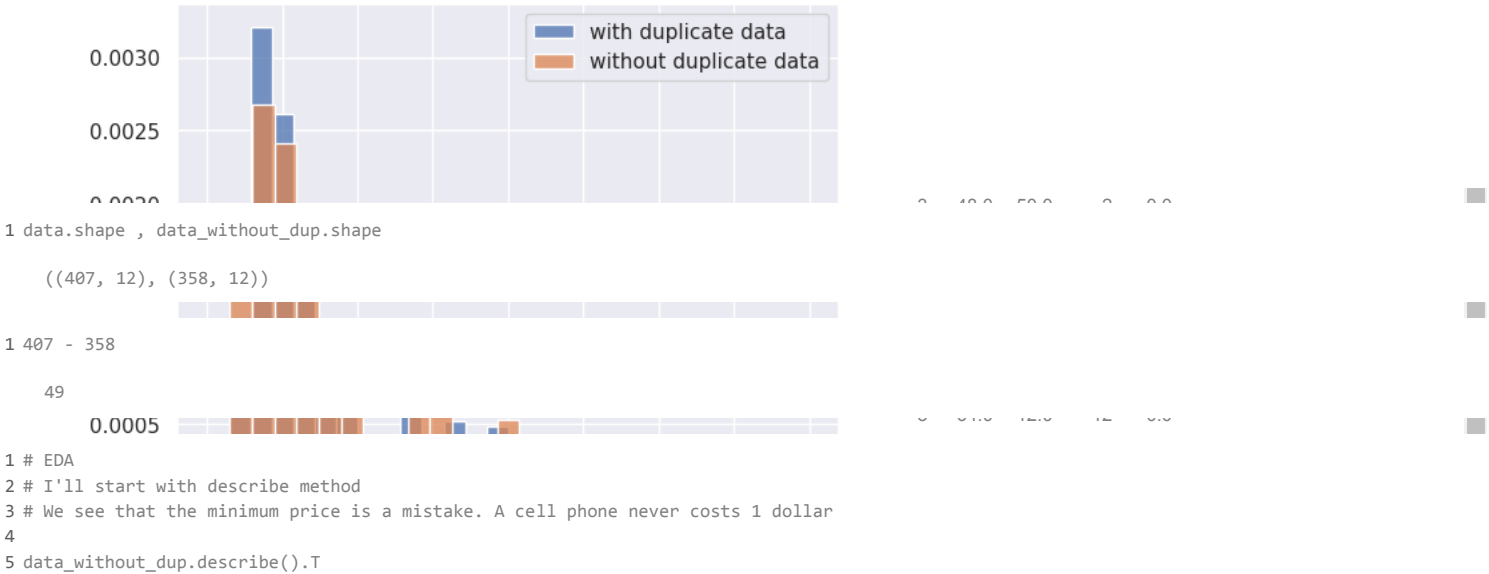 with duplicate data
0.0030
without duplicate data
0.0025
1 data.shape , data_without_dup.shape
((407, 12), (358, 12))
1 407 - 358
49
0.0005
1 # EDA
2 # I'll start with describe method
3 # We see that the minimum price is a mistake. A cell phone never costs 1 dollar
4
5 data_without_dup.describe().T